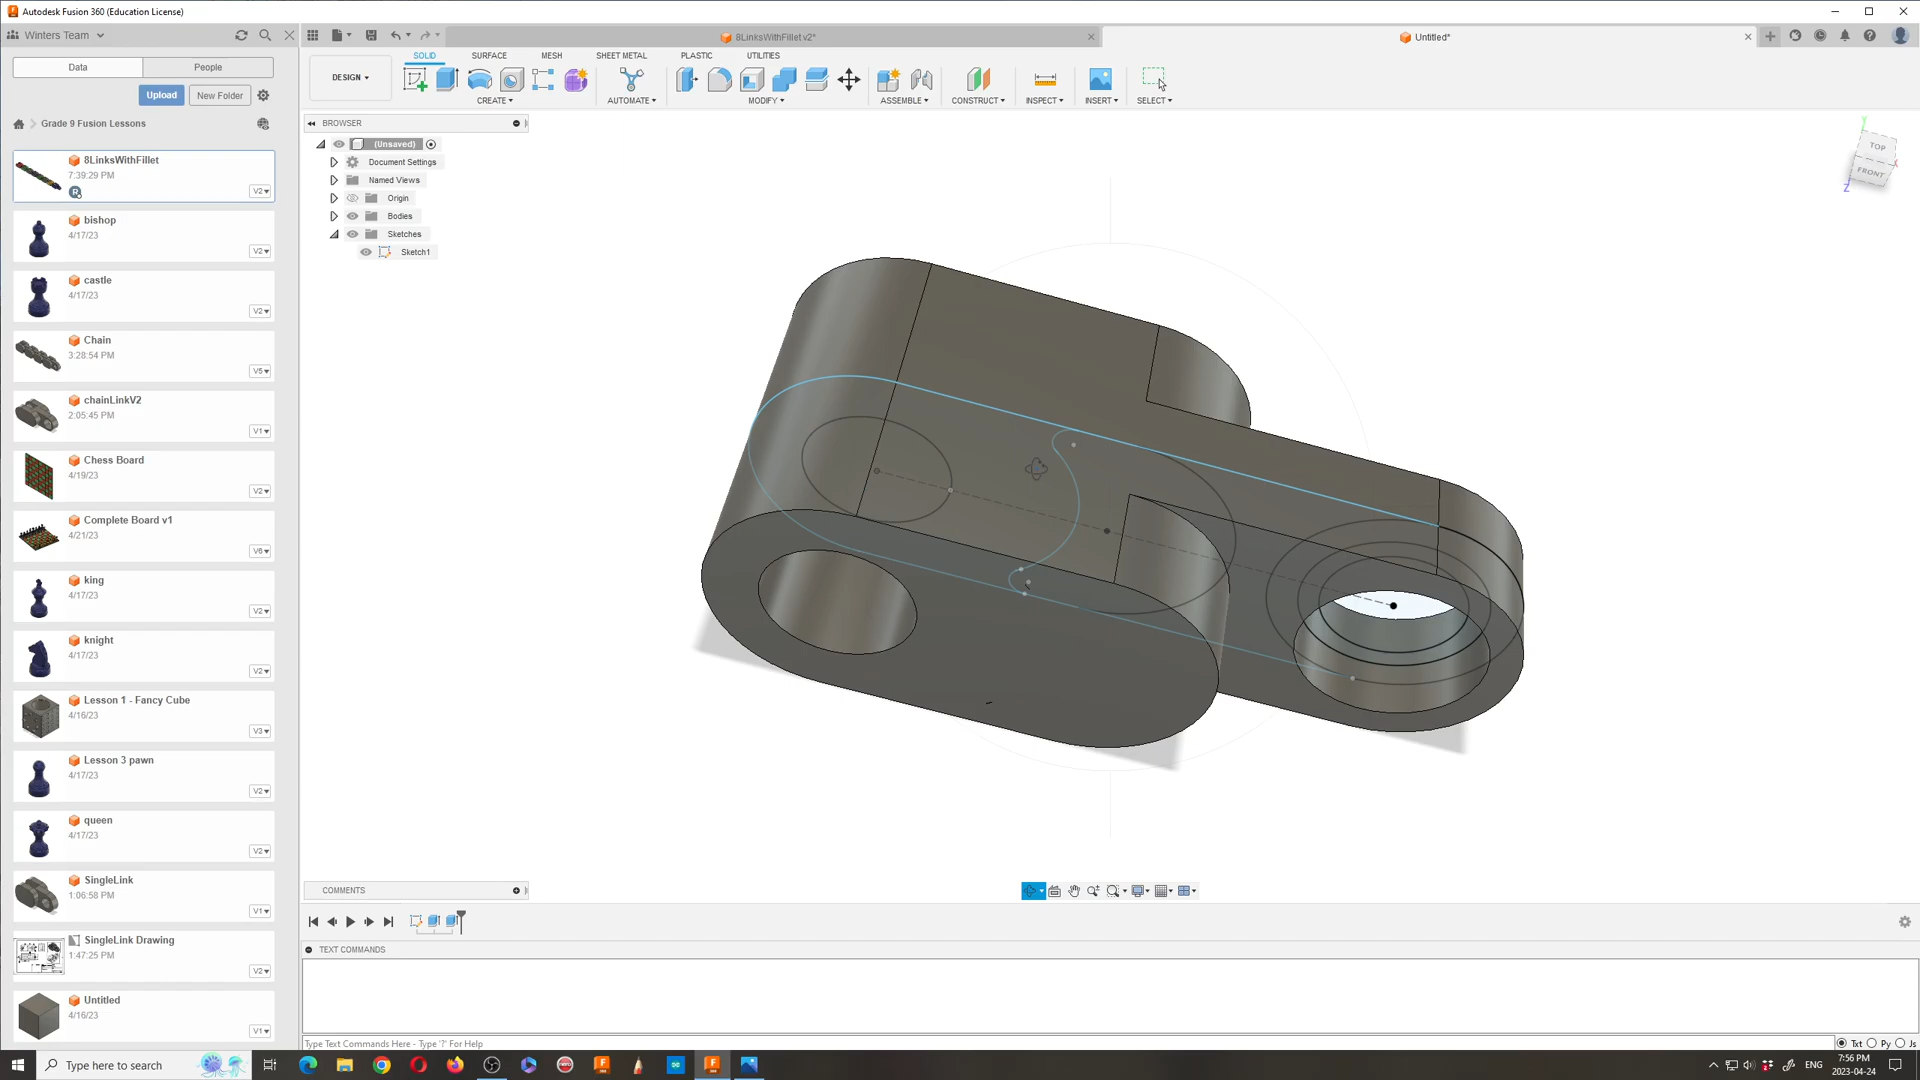 Autodesk Fusion 360 (Education License)
Winters Team
8LinksWithFillet v2*
Untitled*
Data
People
Upload
New Folder
Grade 9 Fusion Lessons
DESIGN
SOLID
SURFACE
MESH
SHEET METAL
PLASTIC
UTILITIES
CREATE
AUTOMATE
MODIFY
ASSEMBLE
CONSTRUCT
INSPECT
INSERT
SELECT
BROWSER
(Unsaved)
Document Settings
Named Views
Origin
Bodies
Sketches
Sketch1
Y
TOP
FRONT
X
Z
8LinksWithFillet
7:39:29 PM
R
V2
bishop
4/17/23
V2
castle
4/17/23
V2
Chain
3:28:54 PM
V5
chainLinkV2
2:05:45 PM
V1
Chess Board
4/19/23
V2
Complete Board v1
4/21/23
V6
king
4/17/23
V2
knight
4/17/23
V2
Lesson 1 - Fancy Cube
4/16/23
V3
Lesson 3 pawn
4/17/23
V2
queen
4/17/23
V2
SingleLink
1:06:58 PM
V1
SingleLink Drawing
1:47:25 PM
V2
Untitled
4/16/23
V1
COMMENTS
TEXT COMMANDS
Type Text Commands Here - Type '?' For Help
Txt
Py
Js
Type here to search
ENG
7:56 PM
2023-04-24